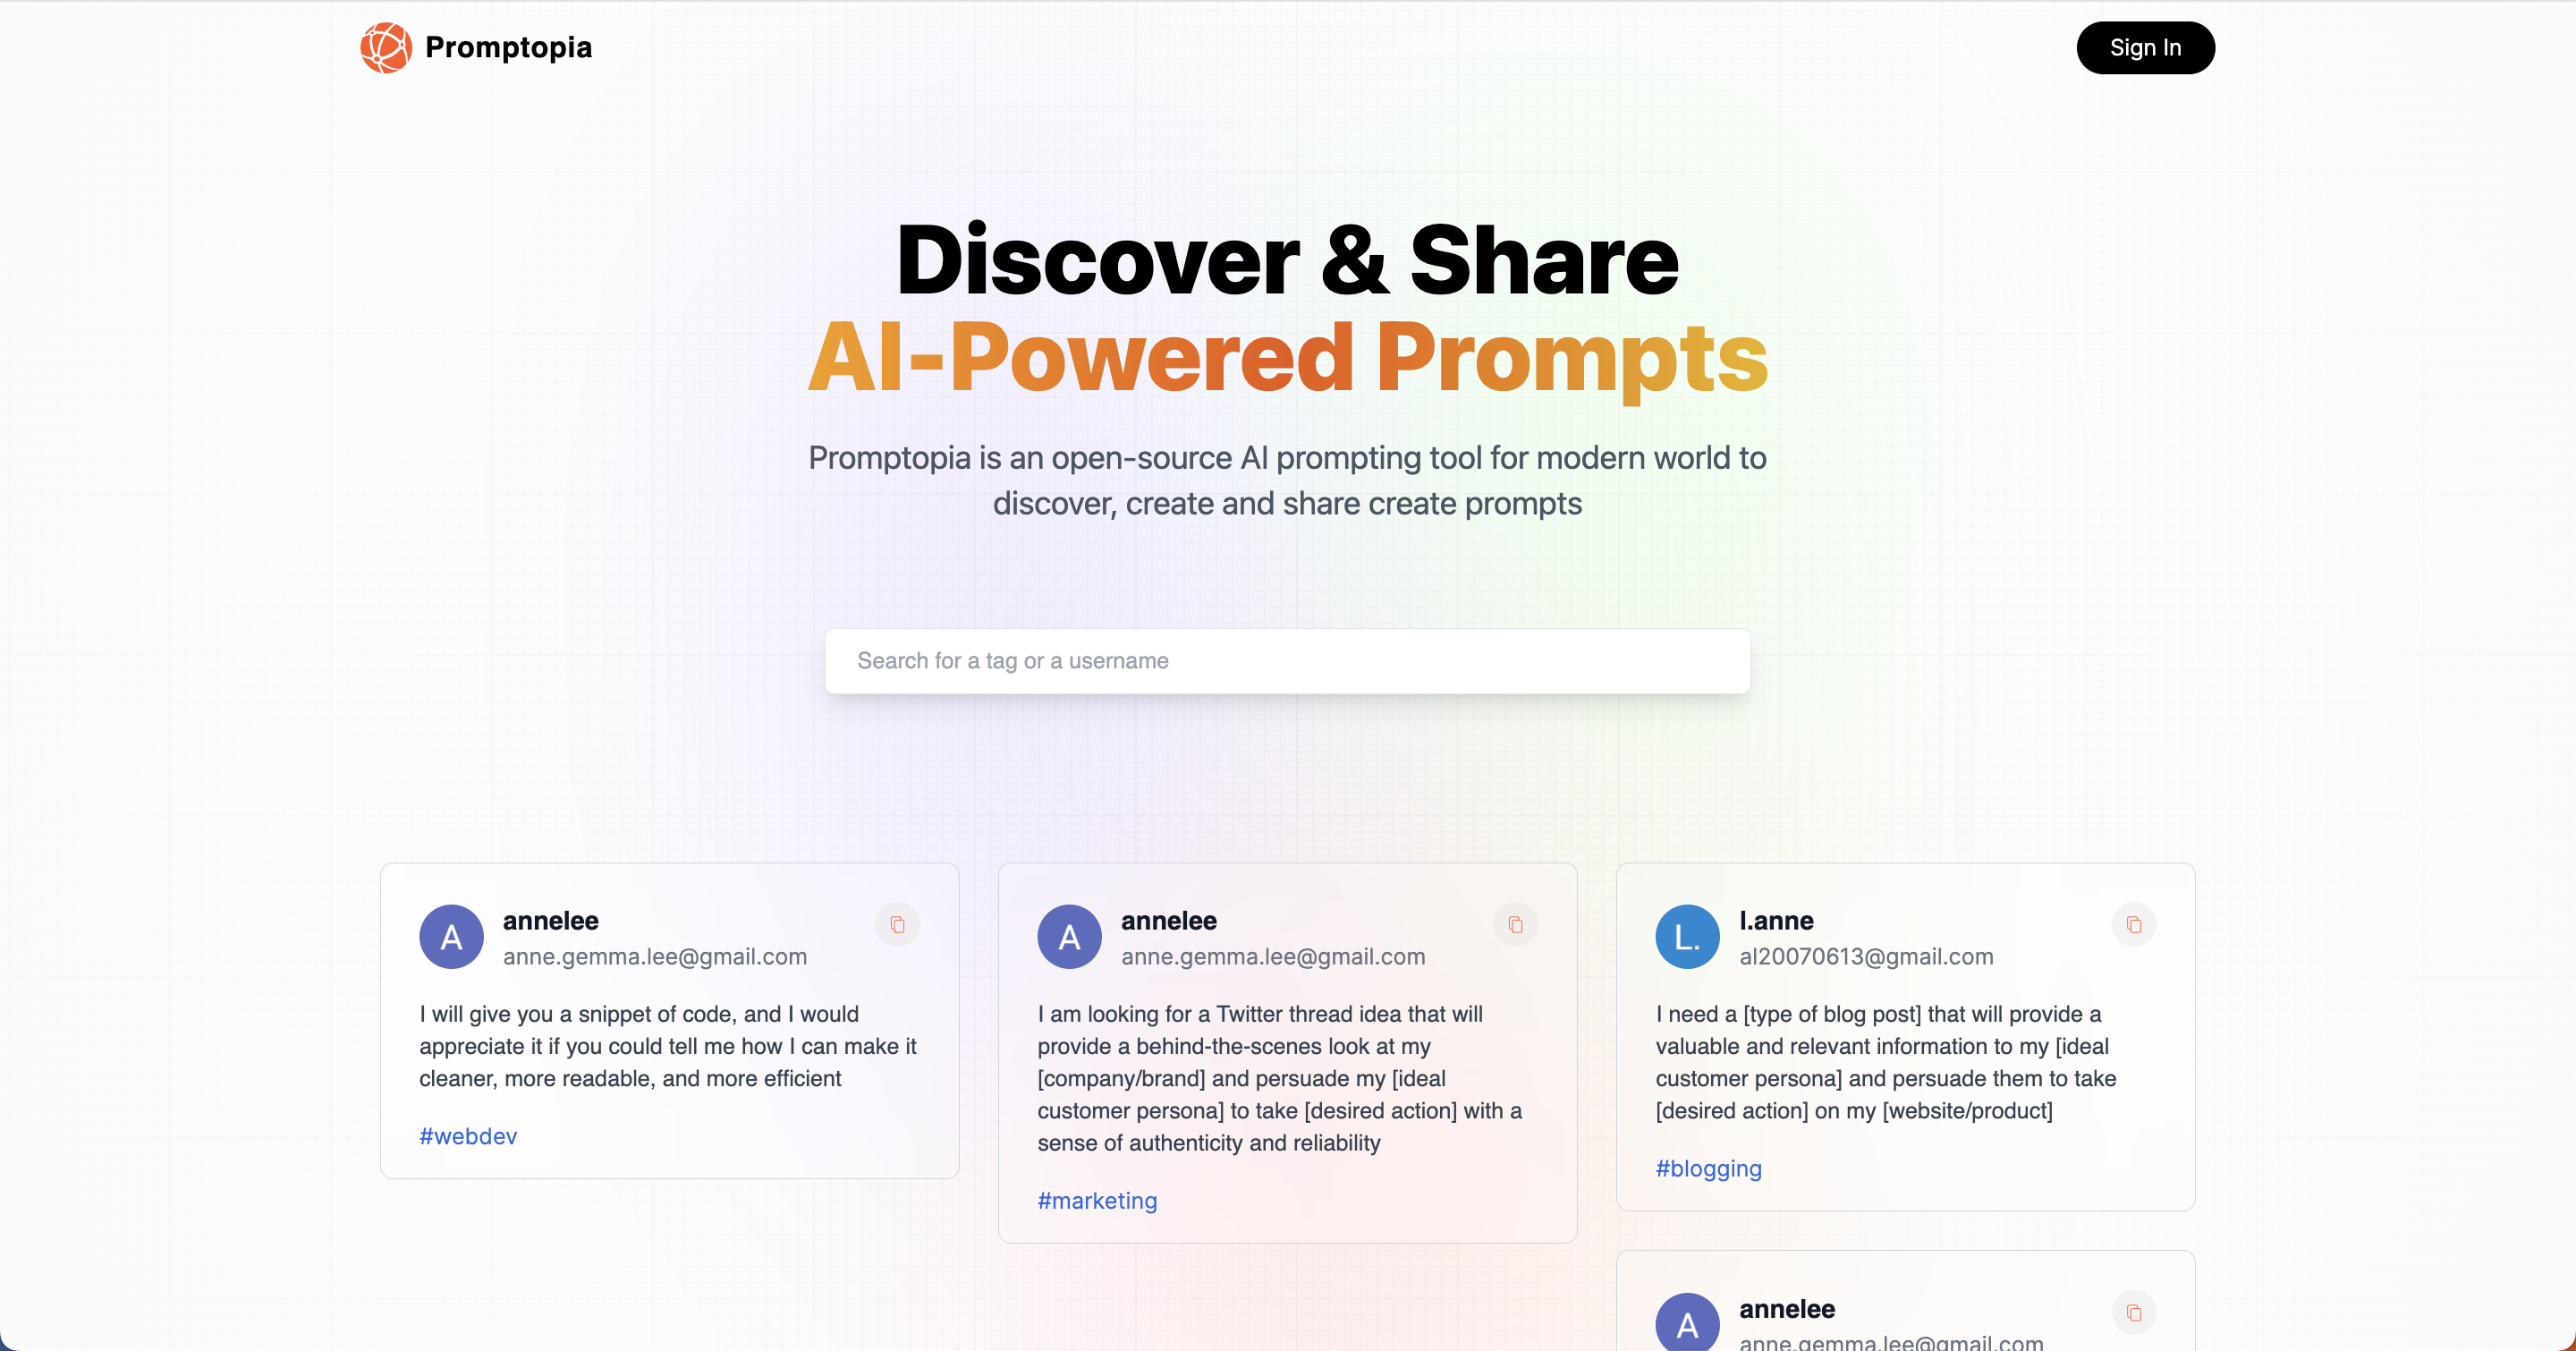 Promptopia
Sign In
Discover & Share
AI-Powered Prompts
Promptopia is an open-source AI prompting tool for modern world to
discover, create and share create prompts
Search for a tag or a username
A
annelee
anne.gemma.lee@gmail.com
I will give you a snippet of code, and I would
appreciate it if you could tell me how I can make it
cleaner, more readable, and more efficient
#webdev
A
annelee
anne.gemma.lee@gmail.com
I am looking for a Twitter thread idea that will
provide a behind-the-scenes look at my
[company/brand] and persuade my [ideal
customer persona] to take [desired action] with a
sense of authenticity and reliability
#marketing
L.
l.anne
al20070613@gmail.com
I need a [type of blog post] that will provide a
valuable and relevant information to my [ideal
customer persona] and persuade them to take
[desired action] on my [website/product]
#blogging
A
annelee
anne.gemma.lee@gmail.com